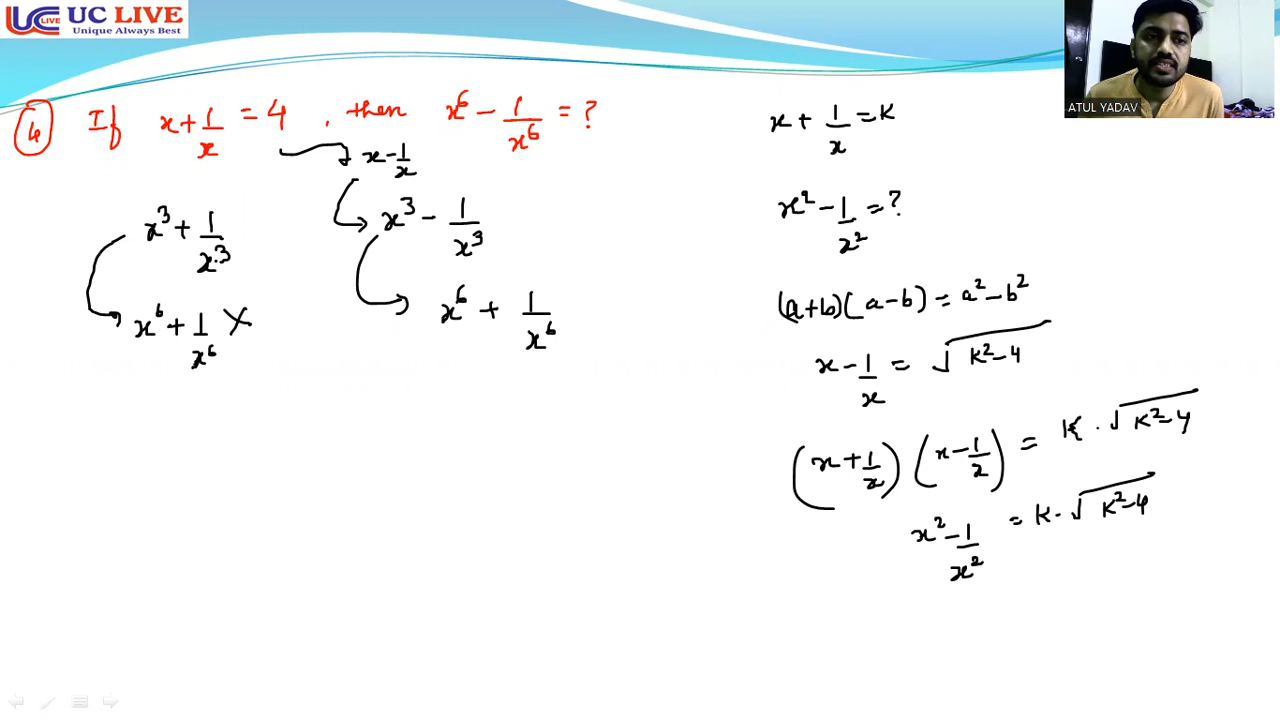 UC LIVE
LIVE
Unique Always Best
ATUL YADAV
④ If x + 1/x = 4 , then x⁶ − 1/x⁶ = ?
x − 1/x
x³ + 1/x³
x³ − 1/x³
x⁶ + 1/x⁶ ×
x⁶ + 1/x⁶
x + 1/x = K
x² − 1/x² = ?
(a+b)(a−b) = a² − b²
x − 1/x = √(K²−4)
(x + 1/x)(x − 1/x) = K · √(K²−4)
x² − 1/x² = K · √(K²−4)